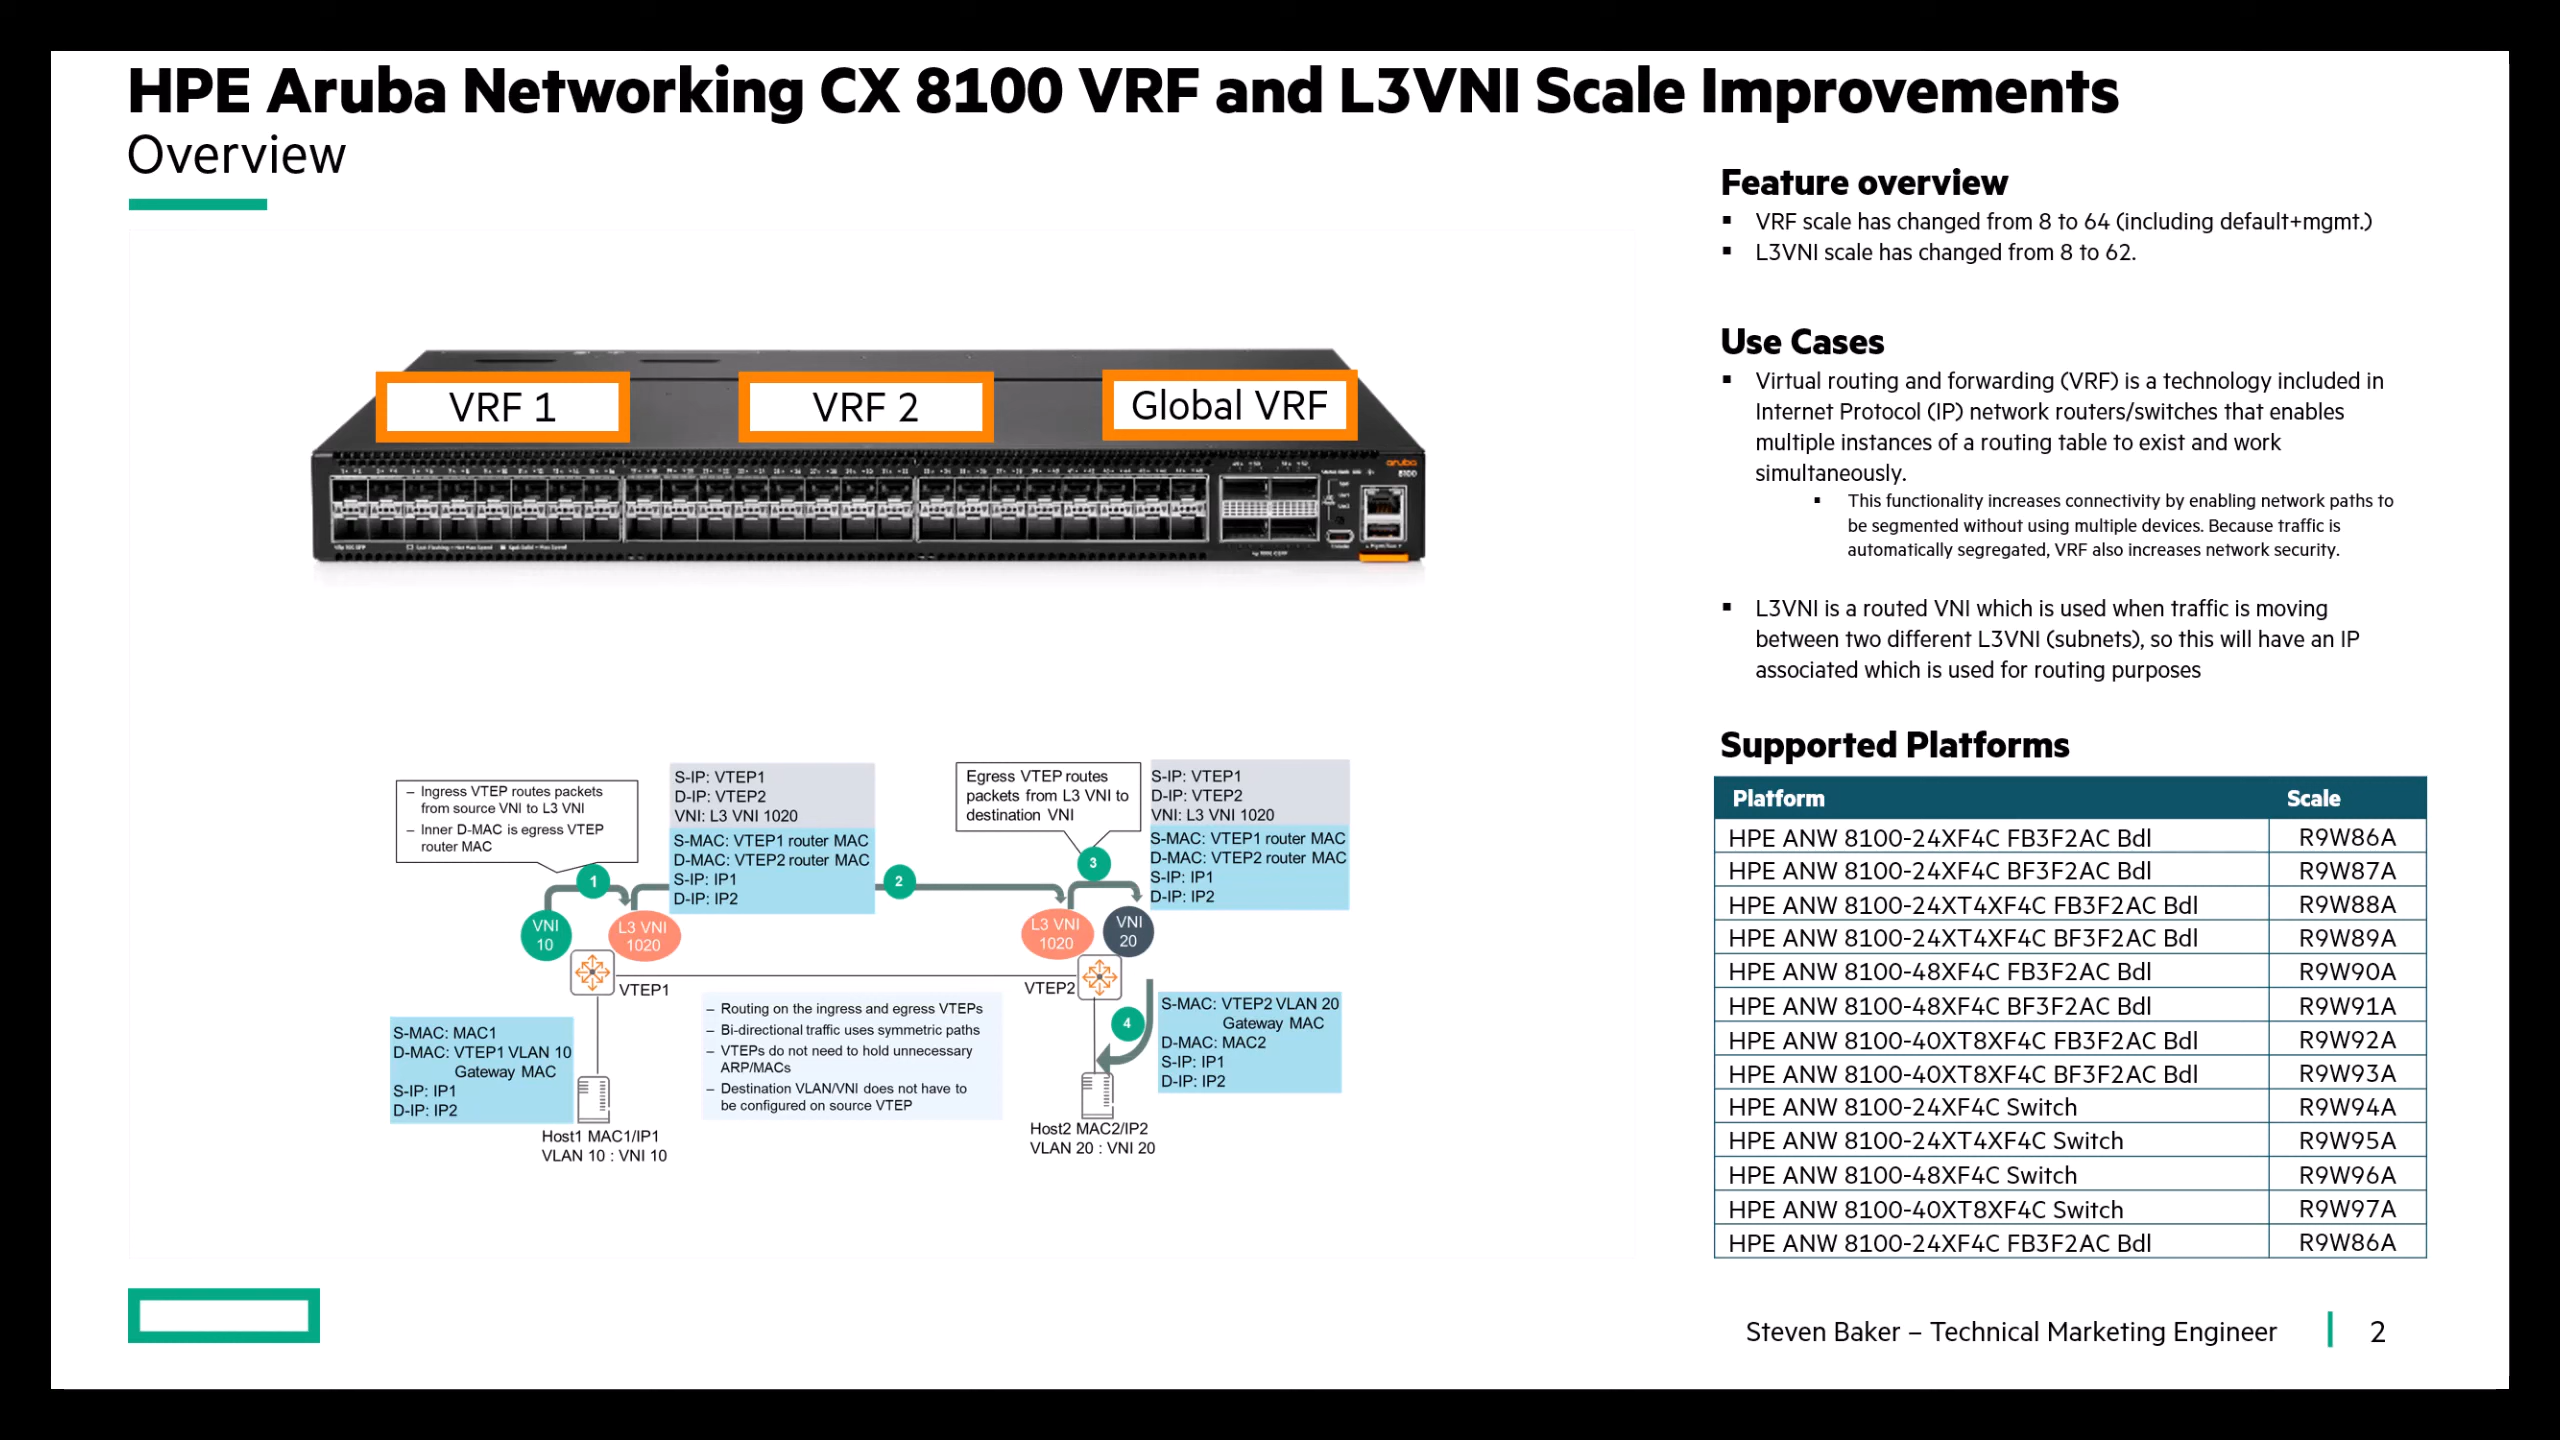 HPE Aruba Networking CX 8100 VRF and L3VNI Scale Improvements
Overview
VRF 1
VRF 2
Global VRF
aruba
8100
– Ingress VTEP routes packets
from source VNI to L3 VNI
– Inner D-MAC is egress VTEP
router MAC
S-IP: VTEP1
D-IP: VTEP2
VNI: L3 VNI 1020
S-MAC: VTEP1 router MAC
D-MAC: VTEP2 router MAC
S-IP: IP1
D-IP: IP2
Egress VTEP routes
packets from L3 VNI to
destination VNI
S-IP: VTEP1
D-IP: VTEP2
VNI: L3 VNI 1020
S-MAC: VTEP1 router MAC
D-MAC: VTEP2 router MAC
S-IP: IP1
D-IP: IP2
1
2
3
VNI
10
L3 VNI
1020
L3 VNI
1020
VNI
20
VTEP1
VTEP2
S-MAC: MAC1
D-MAC: VTEP1 VLAN 10
Gateway MAC
S-IP: IP1
D-IP: IP2
– Routing on the ingress and egress VTEPs
– Bi-directional traffic uses symmetric paths
– VTEPs do not need to hold unnecessary
ARP/MACs
– Destination VLAN/VNI does not have to
be configured on source VTEP
4
S-MAC: VTEP2 VLAN 20
Gateway MAC
D-MAC: MAC2
S-IP: IP1
D-IP: IP2
Host1 MAC1/IP1
VLAN 10 : VNI 10
Host2 MAC2/IP2
VLAN 20 : VNI 20
Feature overview
▪ VRF scale has changed from 8 to 64 (including default+mgmt.)
▪ L3VNI scale has changed from 8 to 62.
Use Cases
▪ Virtual routing and forwarding (VRF) is a technology included in
Internet Protocol (IP) network routers/switches that enables
multiple instances of a routing table to exist and work
simultaneously.
▪ This functionality increases connectivity by enabling network paths to
be segmented without using multiple devices. Because traffic is
automatically segregated, VRF also increases network security.
▪ L3VNI is a routed VNI which is used when traffic is moving
between two different L3VNI (subnets), so this will have an IP
associated which is used for routing purposes
Supported Platforms
Platform Scale
HPE ANW 8100-24XF4C FB3F2AC Bdl R9W86A
HPE ANW 8100-24XF4C BF3F2AC Bdl R9W87A
HPE ANW 8100-24XT4XF4C FB3F2AC Bdl R9W88A
HPE ANW 8100-24XT4XF4C BF3F2AC Bdl R9W89A
HPE ANW 8100-48XF4C FB3F2AC Bdl R9W90A
HPE ANW 8100-48XF4C BF3F2AC Bdl R9W91A
HPE ANW 8100-40XT8XF4C FB3F2AC Bdl R9W92A
HPE ANW 8100-40XT8XF4C BF3F2AC Bdl R9W93A
HPE ANW 8100-24XF4C Switch R9W94A
HPE ANW 8100-24XT4XF4C Switch R9W95A
HPE ANW 8100-48XF4C Switch R9W96A
HPE ANW 8100-40XT8XF4C Switch R9W97A
HPE ANW 8100-24XF4C FB3F2AC Bdl R9W86A
Steven Baker – Technical Marketing Engineer
2